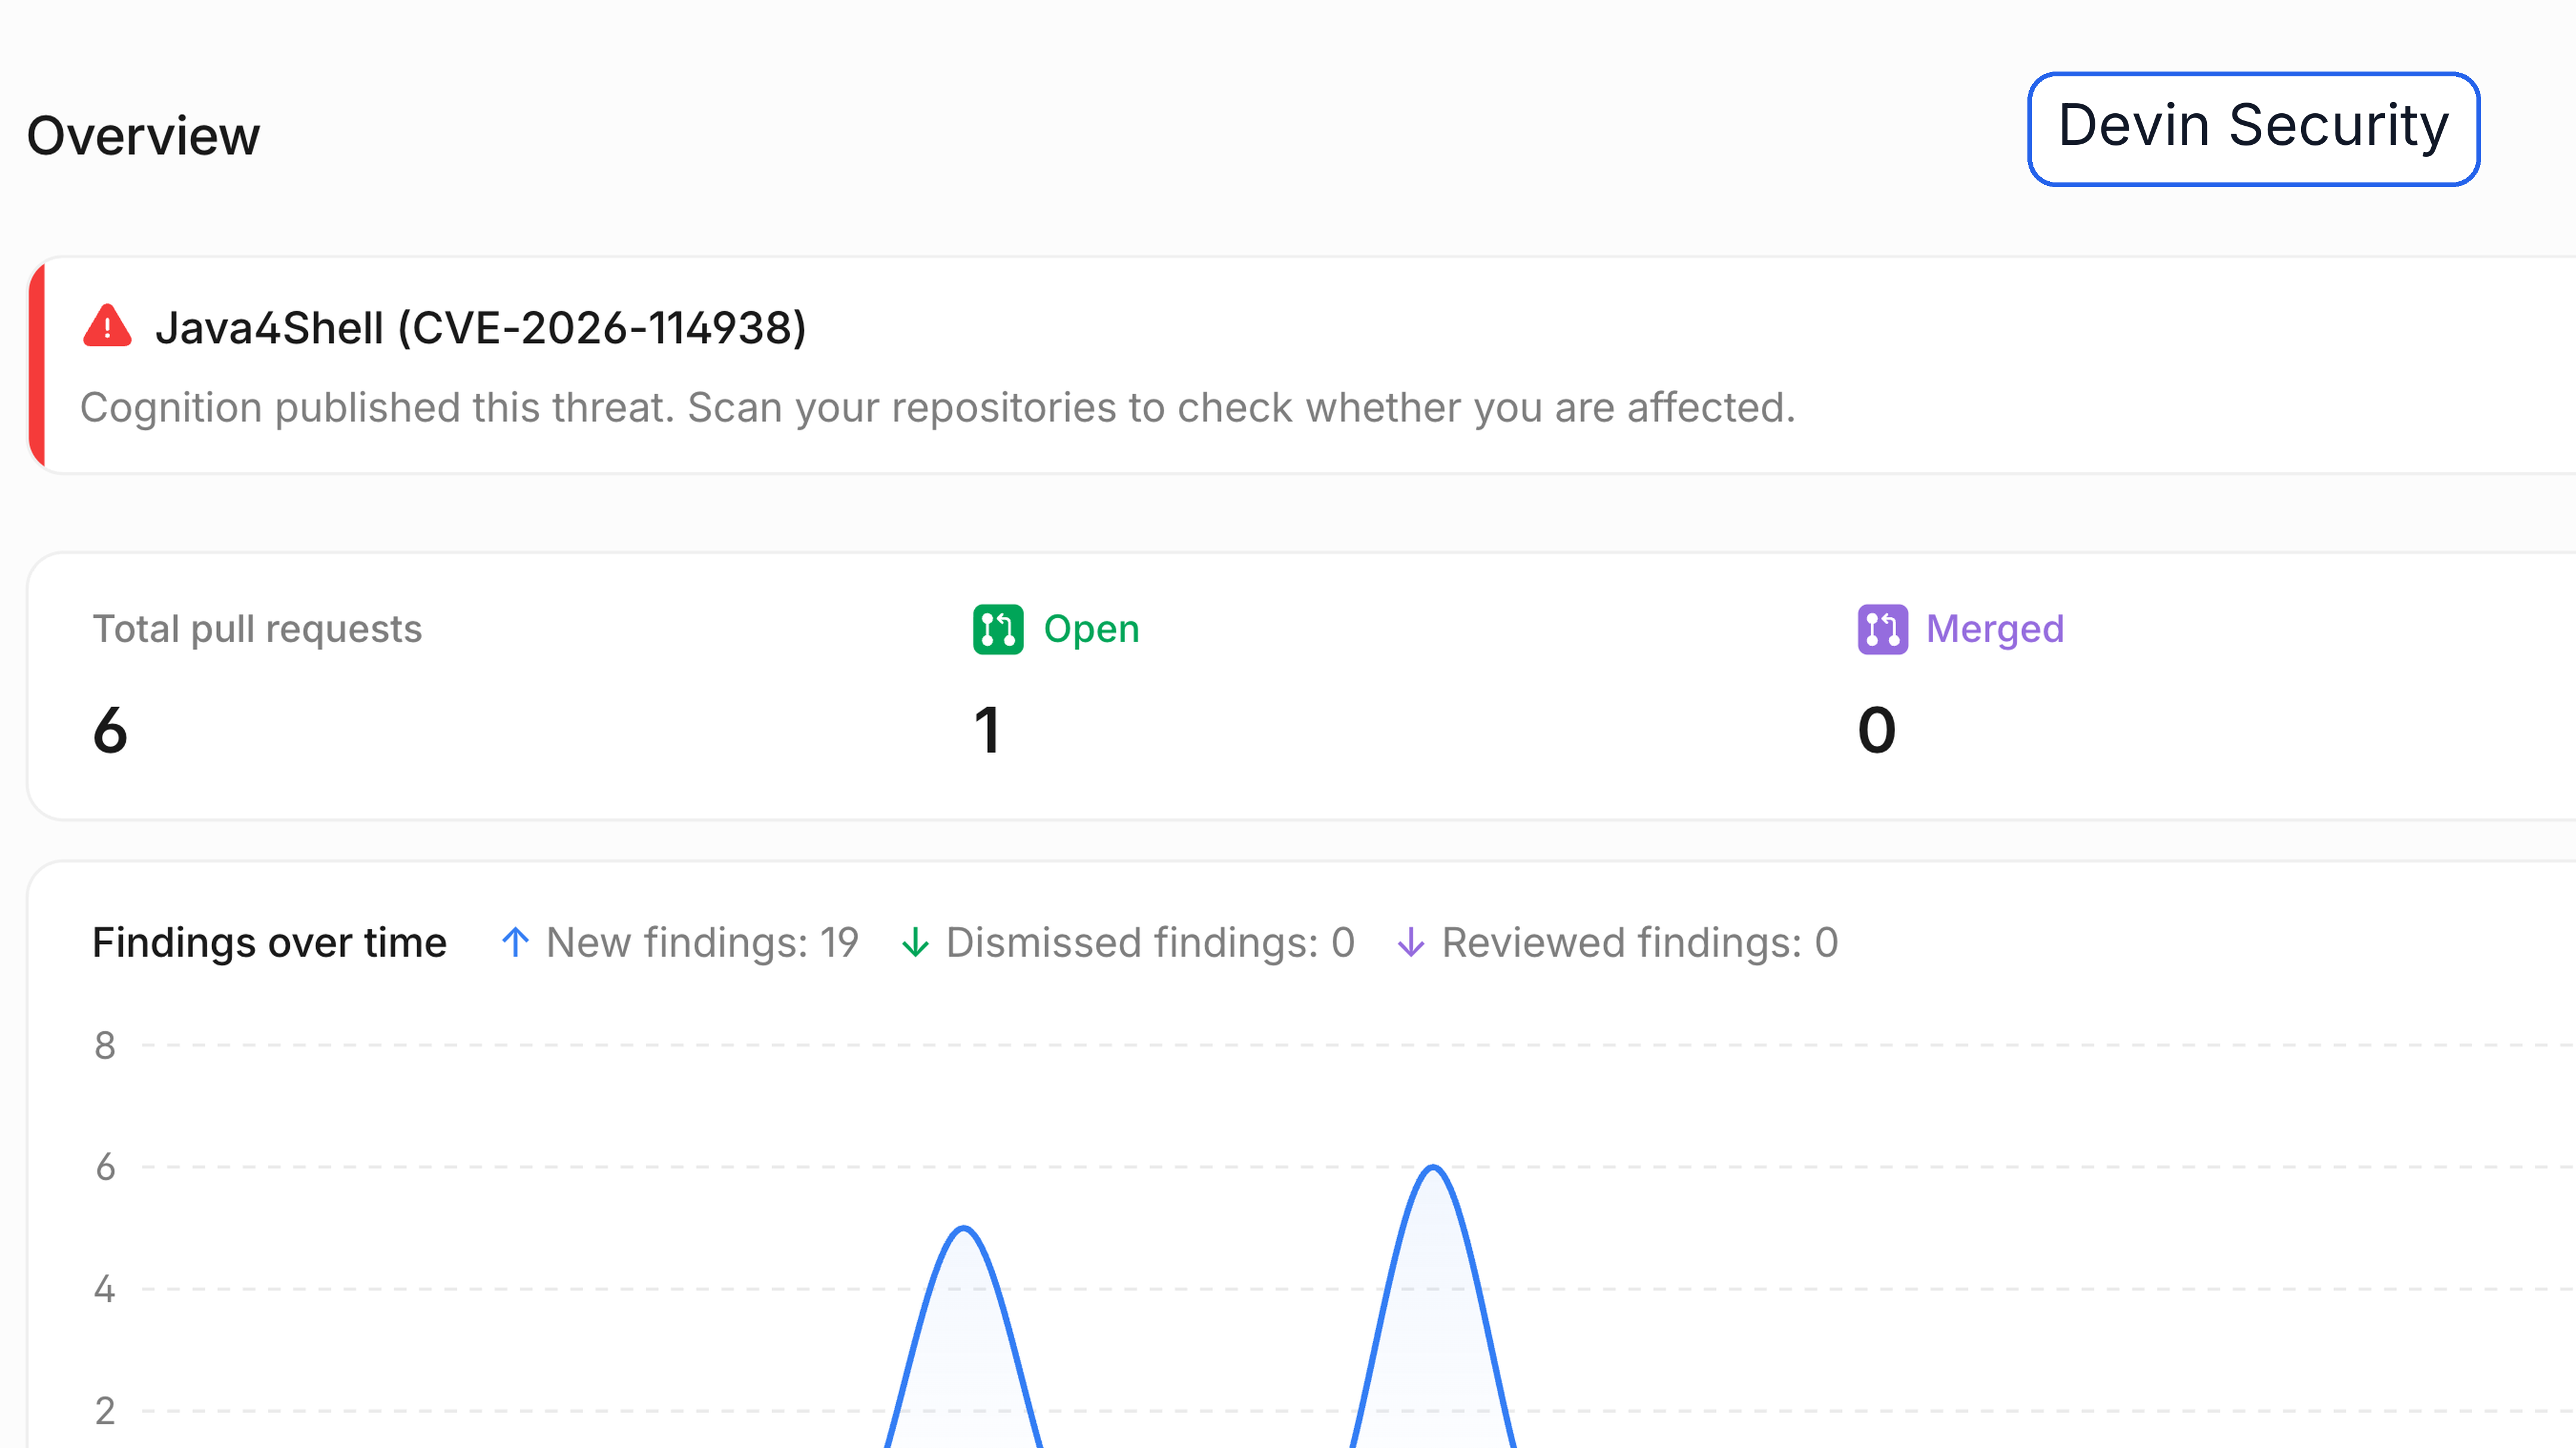 Overview
Devin Security
Java4Shell (CVE-2026-114938)
Cognition published this threat. Scan your repositories to check whether you are affected.
Total pull requests
Open
Merged
6
1
0
Findings over time
New findings: 19
Dismissed findings: 0
Reviewed findings: 0
8
6
4
2